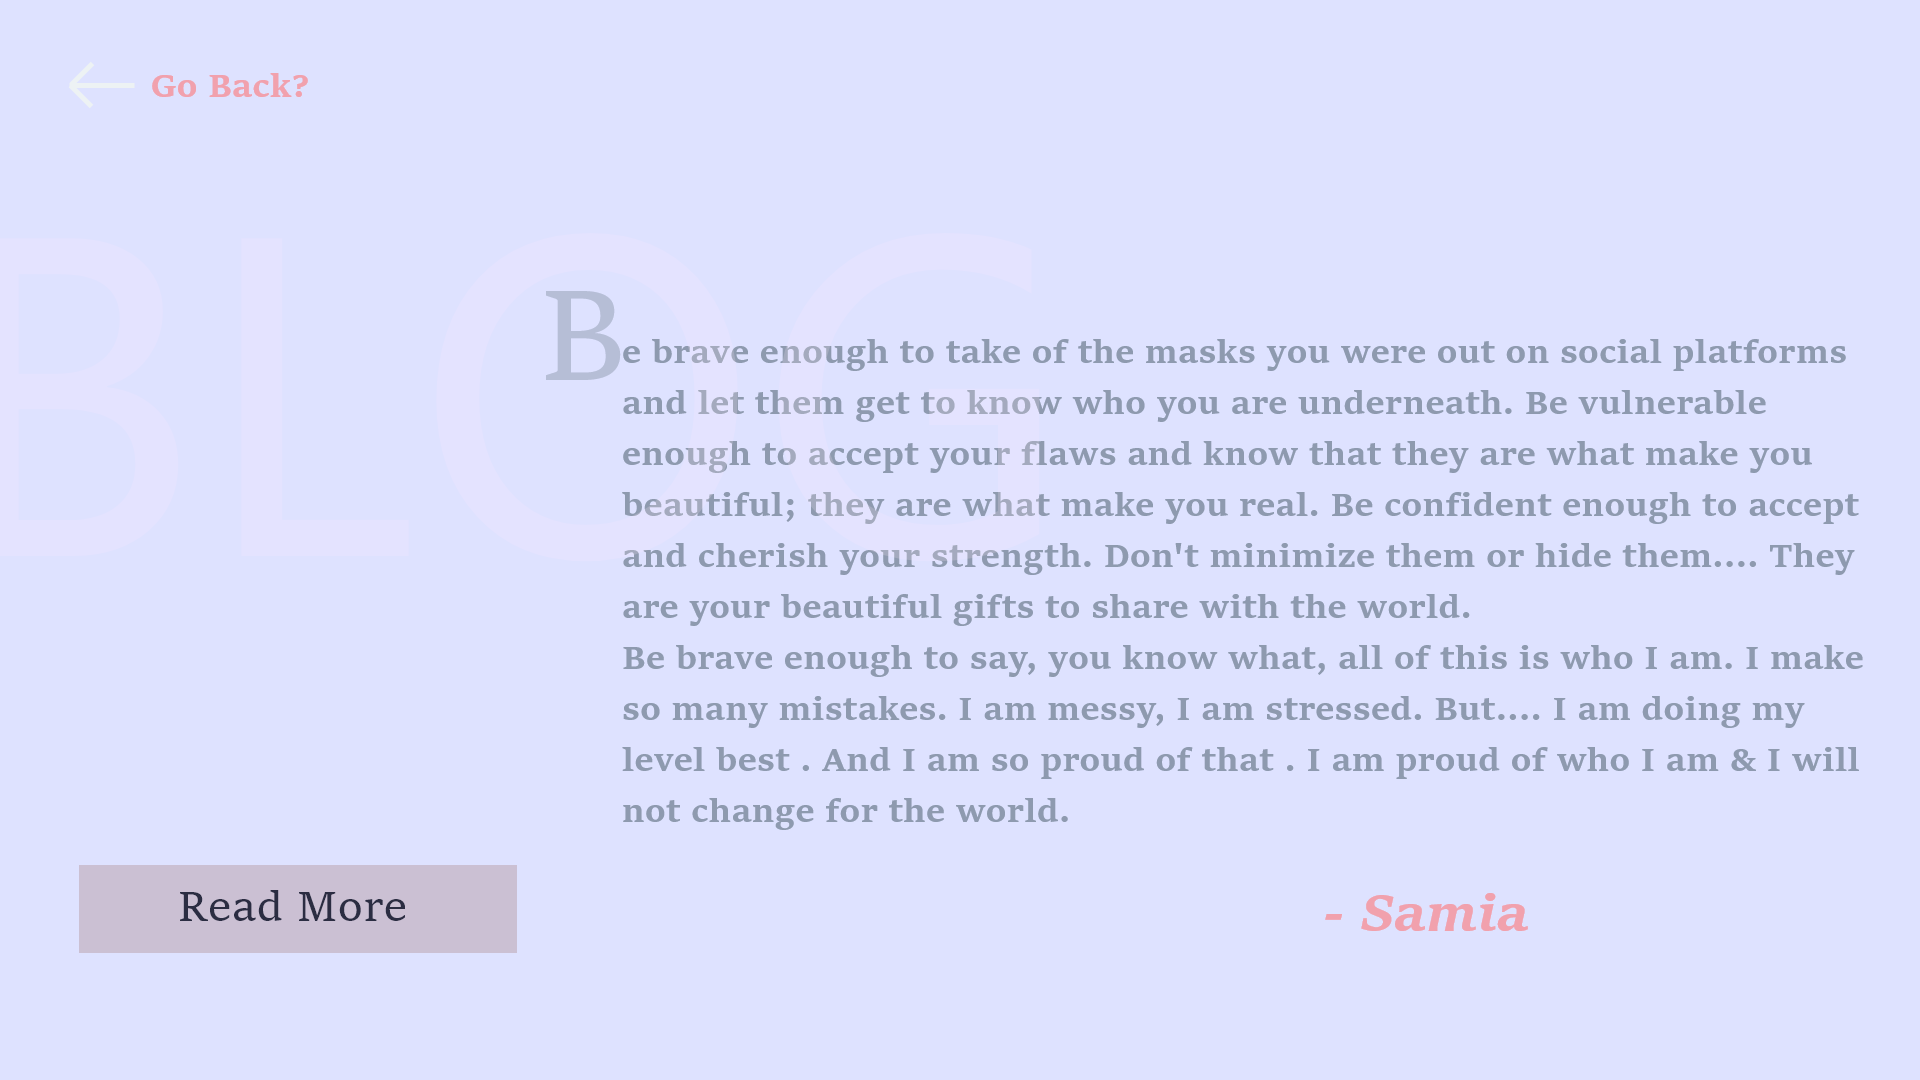 Go Back?
BLOG
Be brave enough to take of the masks you were out on social platforms
and let them get to know who you are underneath. Be vulnerable
enough to accept your flaws and know that they are what make you
beautiful; they are what make you real. Be confident enough to accept
and cherish your strength. Don't minimize them or hide them.... They
are your beautiful gifts to share with the world.
Be brave enough to say, you know what, all of this is who I am. I make
so many mistakes. I am messy, I am stressed. But.... I am doing my
level best . And I am so proud of that . I am proud of who I am & I will
not change for the world.
Read More
- Samia